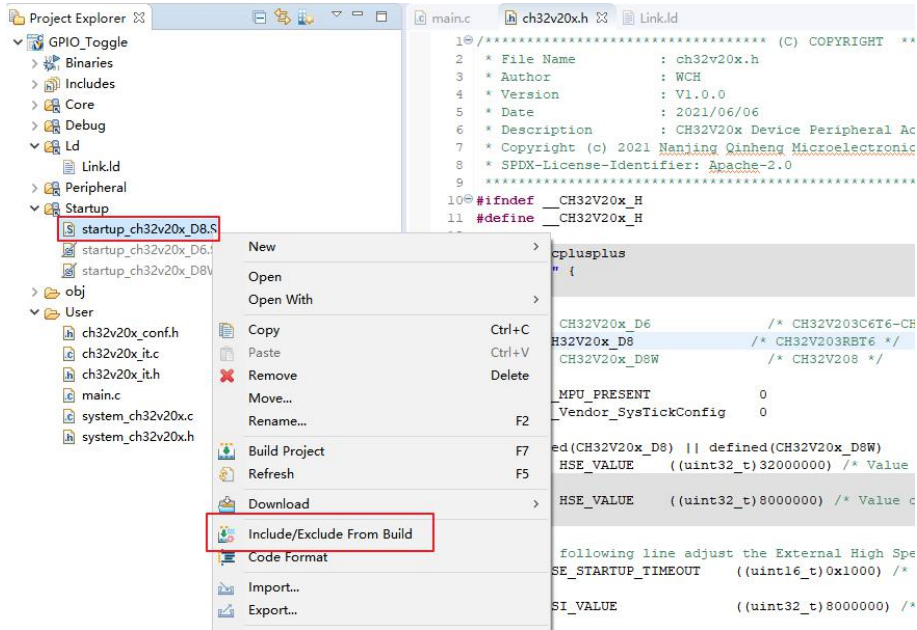 Project Explorer
GPIO_Toggle
Binaries
Includes
Core
Debug
Ld
Link.ld
Peripheral
Startup
startup_ch32v20x_D8.S
startup_ch32v20x_D6.S
startup_ch32v20x_D8W
obj
User
ch32v20x_conf.h
ch32v20x_it.c
ch32v20x_it.h
main.c
system_ch32v20x.c
system_ch32v20x.h
New
Open
Open With
Copy Ctrl+C
Paste Ctrl+V
Remove Delete
Move...
Rename... F2
Build Project F7
Refresh F5
Download
Include/Exclude From Build
Code Format
Import...
Export...
main.c ch32v20x.h Link.ld
1 /********************************** (C) COPYRIGHT **
2 * File Name : ch32v20x.h
3 * Author : WCH
4 * Version : V1.0.0
5 * Date : 2021/06/06
6 * Description : CH32V20x Device Peripheral Ac
7 * Copyright (c) 2021 Nanjing Qinheng Microelectronic
8 * SPDX-License-Identifier: Apache-2.0
9 *****************************************************
10 #ifndef __CH32V20x_H
11 #define __CH32V20x_H
cplusplus
" {
CH32V20x_D6 /* CH32V203C6T6-CH
H32V20x_D8 /* CH32V203RBT6 */
CH32V20x_D8W /* CH32V208 */
_MPU_PRESENT 0
_Vendor_SysTickConfig 0
ed(CH32V20x_D8) || defined(CH32V20x_D8W)
HSE_VALUE ((uint32_t)32000000) /* Value
HSE_VALUE ((uint32_t)8000000) /* Value o
following line adjust the External High Spe
SE_STARTUP_TIMEOUT ((uint16_t)0x1000) /*
SI_VALUE ((uint32_t)8000000) /*